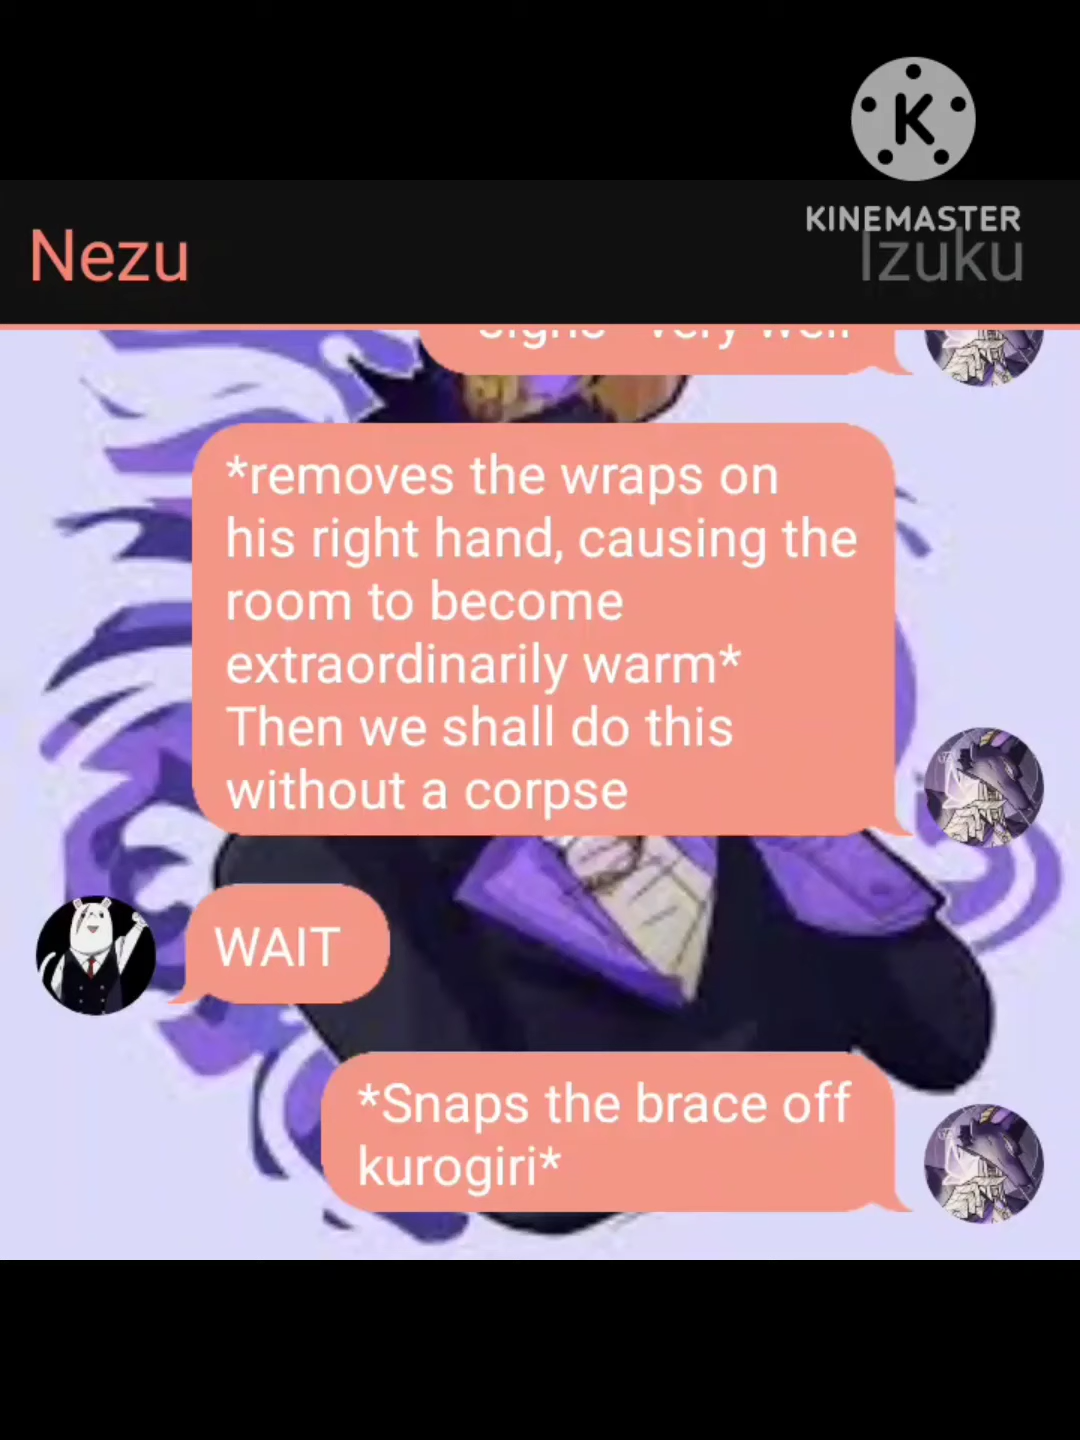 K
KINEMASTER
Nezu
Izuku
*removes the wraps on
his right hand, causing the
room to become
extraordinarily warm*
Then we shall do this
without a corpse
WAIT
*Snaps the brace off
kurogiri*